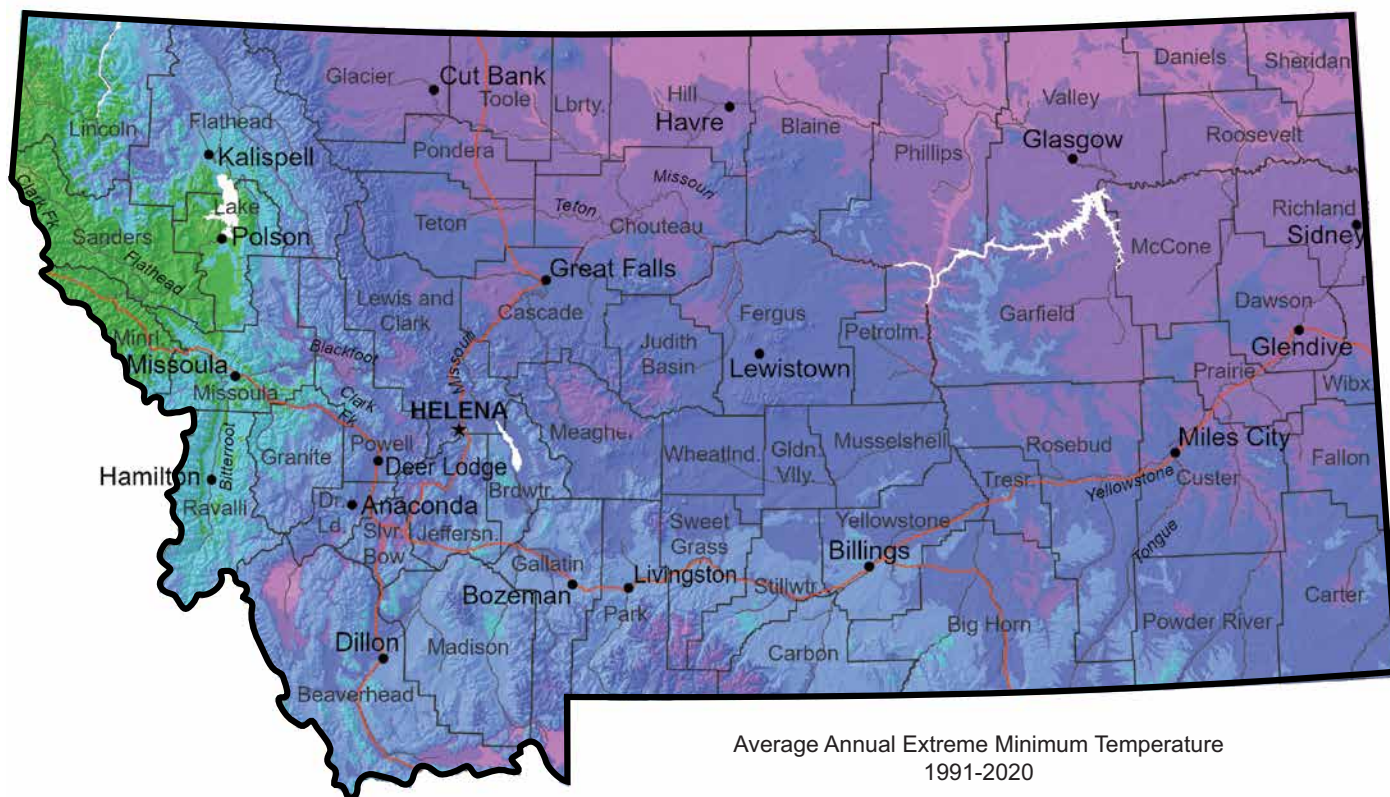 Glacier
Cut Bank
Toole
Lbrty.
Hill
Havre
Blaine
Daniels
Sheridan
Valley
Phillips
Glasgow
Roosevelt
Lincoln
Flathead
Kalispell
Pondera
Missouri
Clark Fk
Lake
Teton
Teton
Chouteau
Richland
Sidney
Sanders
Polson
McCone
Flathead
Great Falls
Lewis and
Clark
Cascade
Fergus
Petrolm.
Garfield
Dawson
Minrl.
Blackfoot
Missouri
Judith
Basin
Glendive
Missoula
Missoula
Lewistown
Prairie
Wibx.
Clark
Fk
HELENA
Meagher
Powell
Granite
Deer Lodge
Wheatlnd.
Gldn.
Vlly.
Musselshell
Rosebud
Miles City
Fallon
Hamilton
Bitterroot
Ravalli
Brdwtr.
Tresr.
Yellowstone
Custer
Dr.
Ld.
Anaconda
Slvr.
Bow
Jeffersn.
Sweet
Grass
Yellowstone
Billings
Tongue
Gallatin
Bozeman
Livingston
Park
Stillwtr.
Carter
Dillon
Madison
Big Horn
Powder River
Carbon
Beaverhead
Average Annual Extreme Minimum Temperature
1991-2020